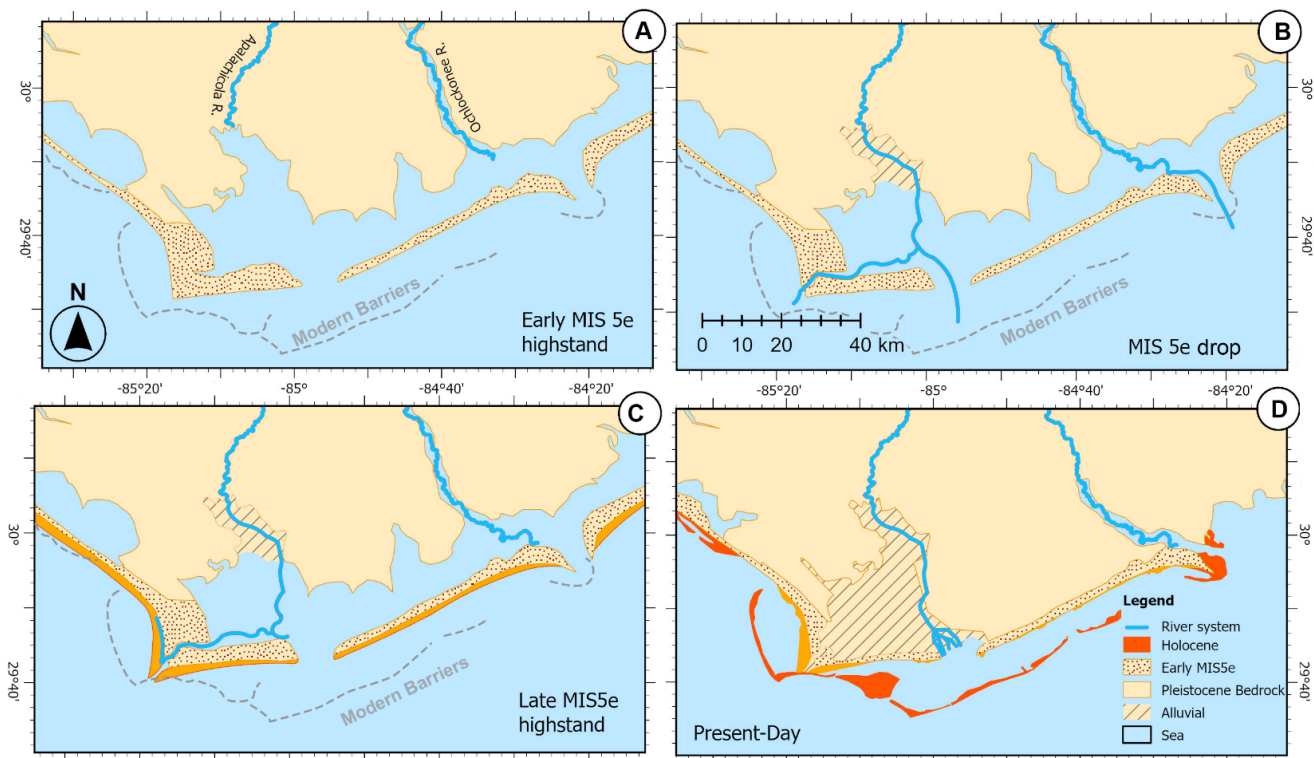 A
Apalachicola R.
Ochlockonee R.
30°
29°40'
N
Modern Barriers
Early MIS 5e
highstand
-85°20'
-85°
-84°40'
-84°20'
B
30°
29°40'
0 10 20 40 km
Modern Barriers
MIS 5e drop
-85°20'
-85°
-84°40'
-84°20'
C
30°
29°40'
Modern Barriers
Late MIS5e
highstand
D
30°
29°40'
Present-Day
Legend
River system
Holocene
Early MIS5e
Pleistocene Bedrock
Alluvial
Sea